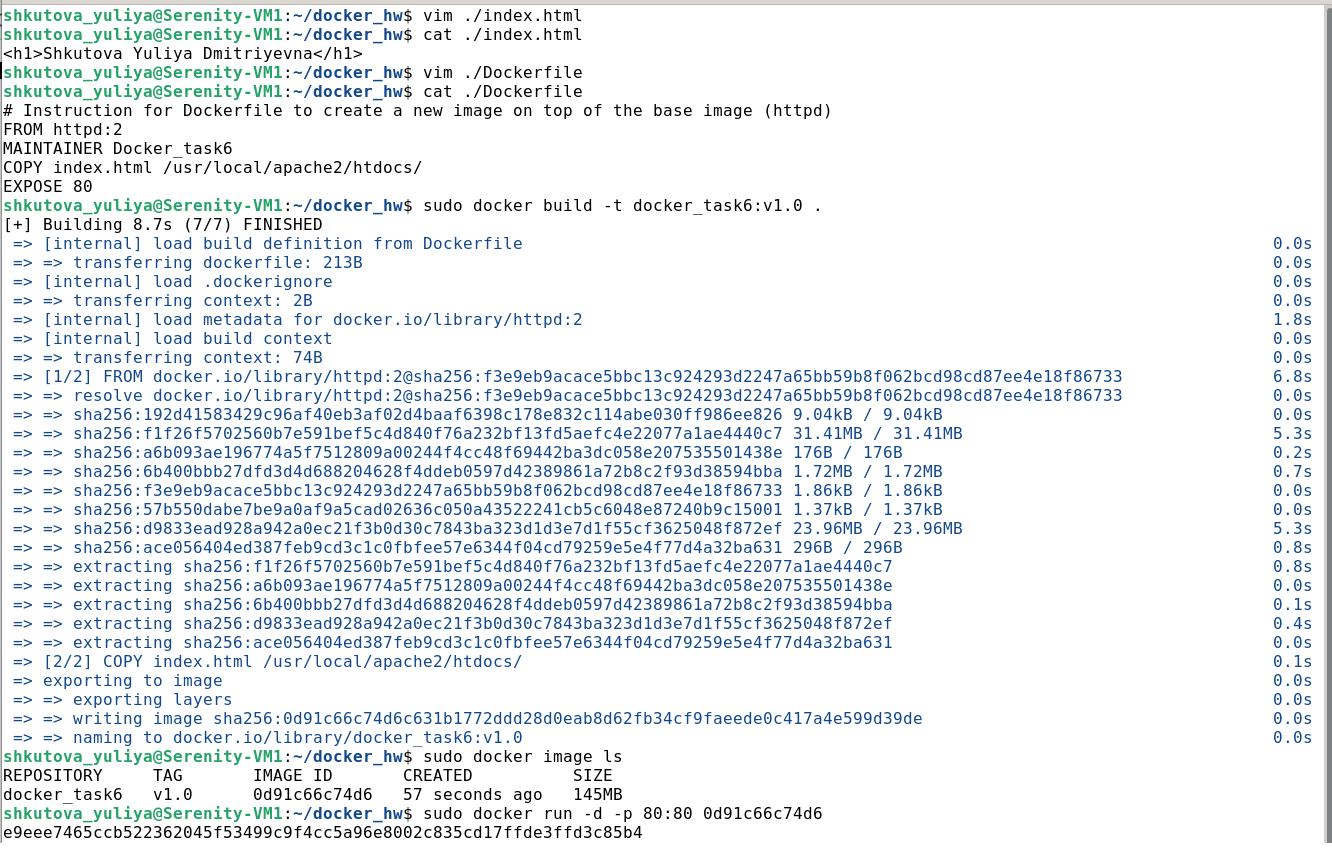 shkutova_yuliya@Serenity-VM1:~/docker_hw$ vim ./index.html
shkutova_yuliya@Serenity-VM1:~/docker_hw$ cat ./index.html
<h1>Shkutova Yuliya Dmitriyevna</h1>
shkutova_yuliya@Serenity-VM1:~/docker_hw$ vim ./Dockerfile
shkutova_yuliya@Serenity-VM1:~/docker_hw$ cat ./Dockerfile
# Instruction for Dockerfile to create a new image on top of the base image (httpd)
FROM httpd:2
MAINTAINER Docker_task6
COPY index.html /usr/local/apache2/htdocs/
EXPOSE 80
shkutova_yuliya@Serenity-VM1:~/docker_hw$ sudo docker build -t docker_task6:v1.0 .
[+] Building 8.7s (7/7) FINISHED
 => [internal] load build definition from Dockerfile 0.0s
 => => transferring dockerfile: 213B 0.0s
 => [internal] load .dockerignore 0.0s
 => => transferring context: 2B 0.0s
 => [internal] load metadata for docker.io/library/httpd:2 1.8s
 => [internal] load build context 0.0s
 => => transferring context: 74B 0.0s
 => [1/2] FROM docker.io/library/httpd:2@sha256:f3e9eb9acace5bbc13c924293d2247a65bb59b8f062bcd98cd87ee4e18f86733 6.8s
 => => resolve docker.io/library/httpd:2@sha256:f3e9eb9acace5bbc13c924293d2247a65bb59b8f062bcd98cd87ee4e18f86733 0.0s
 => => sha256:192d41583429c96af40eb3af02d4baaf6398c178e832c114abe030ff986ee826 9.04kB / 9.04kB 0.0s
 => => sha256:f1f26f5702560b7e591bef5c4d840f76a232bf13fd5aefc4e22077a1ae4440c7 31.41MB / 31.41MB 5.3s
 => => sha256:a6b093ae196774a5f7512809a00244f4cc48f69442ba3dc058e207535501438e 176B / 176B 0.2s
 => => sha256:6b400bbb27dfd3d4d688204628f4ddeb0597d42389861a72b8c2f93d38594bba 1.72MB / 1.72MB 0.7s
 => => sha256:f3e9eb9acace5bbc13c924293d2247a65bb59b8f062bcd98cd87ee4e18f86733 1.86kB / 1.86kB 0.0s
 => => sha256:57b550dabe7be9a0af9a5cad02636c050a43522241cb5c6048e87240b9c15001 1.37kB / 1.37kB 0.0s
 => => sha256:d9833ead928a942a0ec21f3b0d30c7843ba323d1d3e7d1f55cf3625048f872ef 23.96MB / 23.96MB 5.3s
 => => sha256:ace056404ed387feb9cd3c1c0fbfee57e6344f04cd79259e5e4f77d4a32ba631 296B / 296B 0.8s
 => => extracting sha256:f1f26f5702560b7e591bef5c4d840f76a232bf13fd5aefc4e22077a1ae4440c7 0.8s
 => => extracting sha256:a6b093ae196774a5f7512809a00244f4cc48f69442ba3dc058e207535501438e 0.0s
 => => extracting sha256:6b400bbb27dfd3d4d688204628f4ddeb0597d42389861a72b8c2f93d38594bba 0.1s
 => => extracting sha256:d9833ead928a942a0ec21f3b0d30c7843ba323d1d3e7d1f55cf3625048f872ef 0.4s
 => => extracting sha256:ace056404ed387feb9cd3c1c0fbfee57e6344f04cd79259e5e4f77d4a32ba631 0.0s
 => [2/2] COPY index.html /usr/local/apache2/htdocs/ 0.1s
 => exporting to image 0.0s
 => => exporting layers 0.0s
 => => writing image sha256:0d91c66c74d6c631b1772ddd28d0eab8d62fb34cf9faeede0c417a4e599d39de 0.0s
 => => naming to docker.io/library/docker_task6:v1.0 0.0s
shkutova_yuliya@Serenity-VM1:~/docker_hw$ sudo docker image ls
REPOSITORY     TAG       IMAGE ID       CREATED          SIZE
docker_task6   v1.0      0d91c66c74d6   57 seconds ago   145MB
shkutova_yuliya@Serenity-VM1:~/docker_hw$ sudo docker run -d -p 80:80 0d91c66c74d6
e9eee7465ccb522362045f53499c9f4cc5a96e8002c835cd17ffde3ffd3c85b4